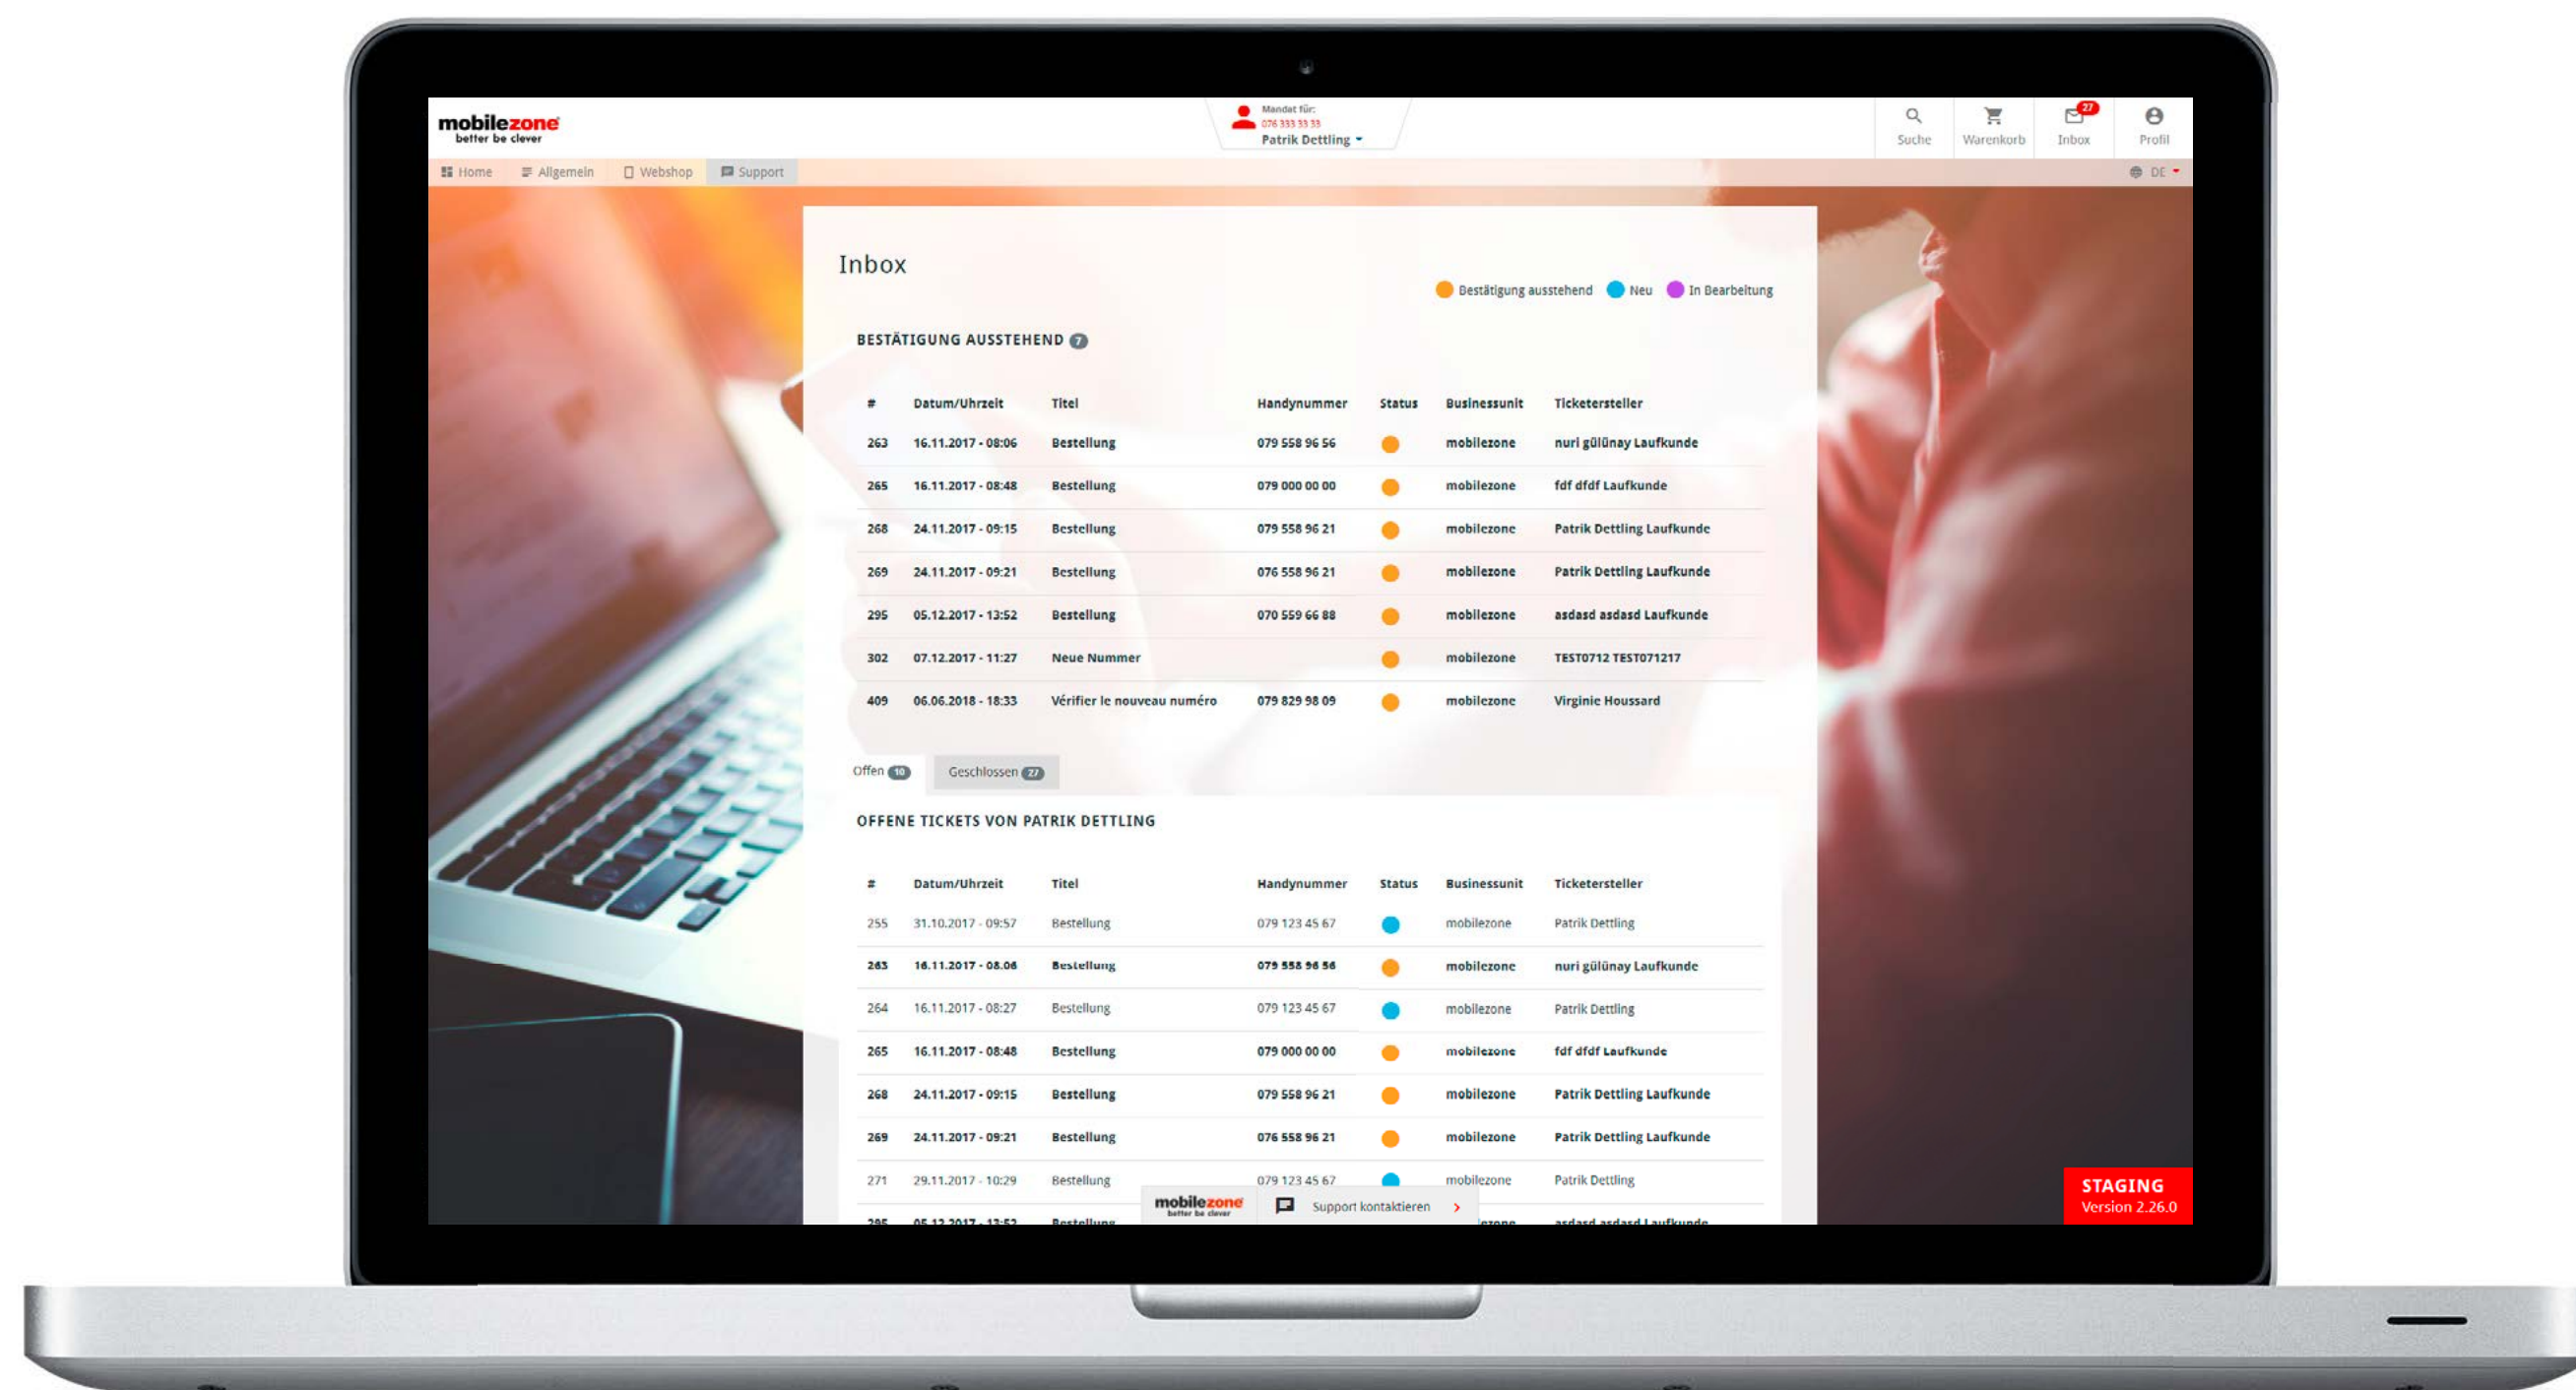 mobilezone
better be clever
Mandat für:
076 333 33 33
Patrik Dettling
Suche Warenkorb 27 Inbox Profil
Home Allgemein Webshop Support DE
Inbox
Bestätigung ausstehend Neu In Bearbeitung
BESTÄTIGUNG AUSSTEHEND 7
# Datum/Uhrzeit Titel Handynummer Status Businessunit Ticketersteller
263 16.11.2017 - 08:06 Bestellung 079 558 96 56 mobilezone nuri gülünay Laufkunde
265 16.11.2017 - 08:48 Bestellung 079 000 00 00 mobilezone fdf dfdf Laufkunde
268 24.11.2017 - 09:15 Bestellung 079 558 96 21 mobilezone Patrik Dettling Laufkunde
269 24.11.2017 - 09:21 Bestellung 076 558 96 21 mobilezone Patrik Dettling Laufkunde
295 05.12.2017 - 13:52 Bestellung 070 559 66 88 mobilezone asdasd asdasd Laufkunde
302 07.12.2017 - 11:27 Neue Nummer mobilezone TEST0712 TEST071217
409 06.06.2018 - 18:33 Vérifier le nouveau numéro 079 829 98 09 mobilezone Virginie Houssard
Offen 10 Geschlossen 27
OFFENE TICKETS VON PATRIK DETTLING
# Datum/Uhrzeit Titel Handynummer Status Businessunit Ticketersteller
255 31.10.2017 - 09:57 Bestellung 079 123 45 67 mobilezone Patrik Dettling
263 16.11.2017 - 08:06 Bestellung 079 558 96 56 mobilezone nuri gülünay Laufkunde
264 16.11.2017 - 08:27 Bestellung 079 123 45 67 mobilezone Patrik Dettling
265 16.11.2017 - 08:48 Bestellung 079 000 00 00 mobilezone fdf dfdf Laufkunde
268 24.11.2017 - 09:15 Bestellung 079 558 96 21 mobilezone Patrik Dettling Laufkunde
269 24.11.2017 - 09:21 Bestellung 076 558 96 21 mobilezone Patrik Dettling Laufkunde
271 29.11.2017 - 10:29 Bestellung 079 123 45 67 mobilezone Patrik Dettling
295 05.12.2017 - 13:52 Bestellung asdasd asdasd Laufkunde
mobilezone
better be clever
Support kontaktieren
STAGING
Version 2.26.0